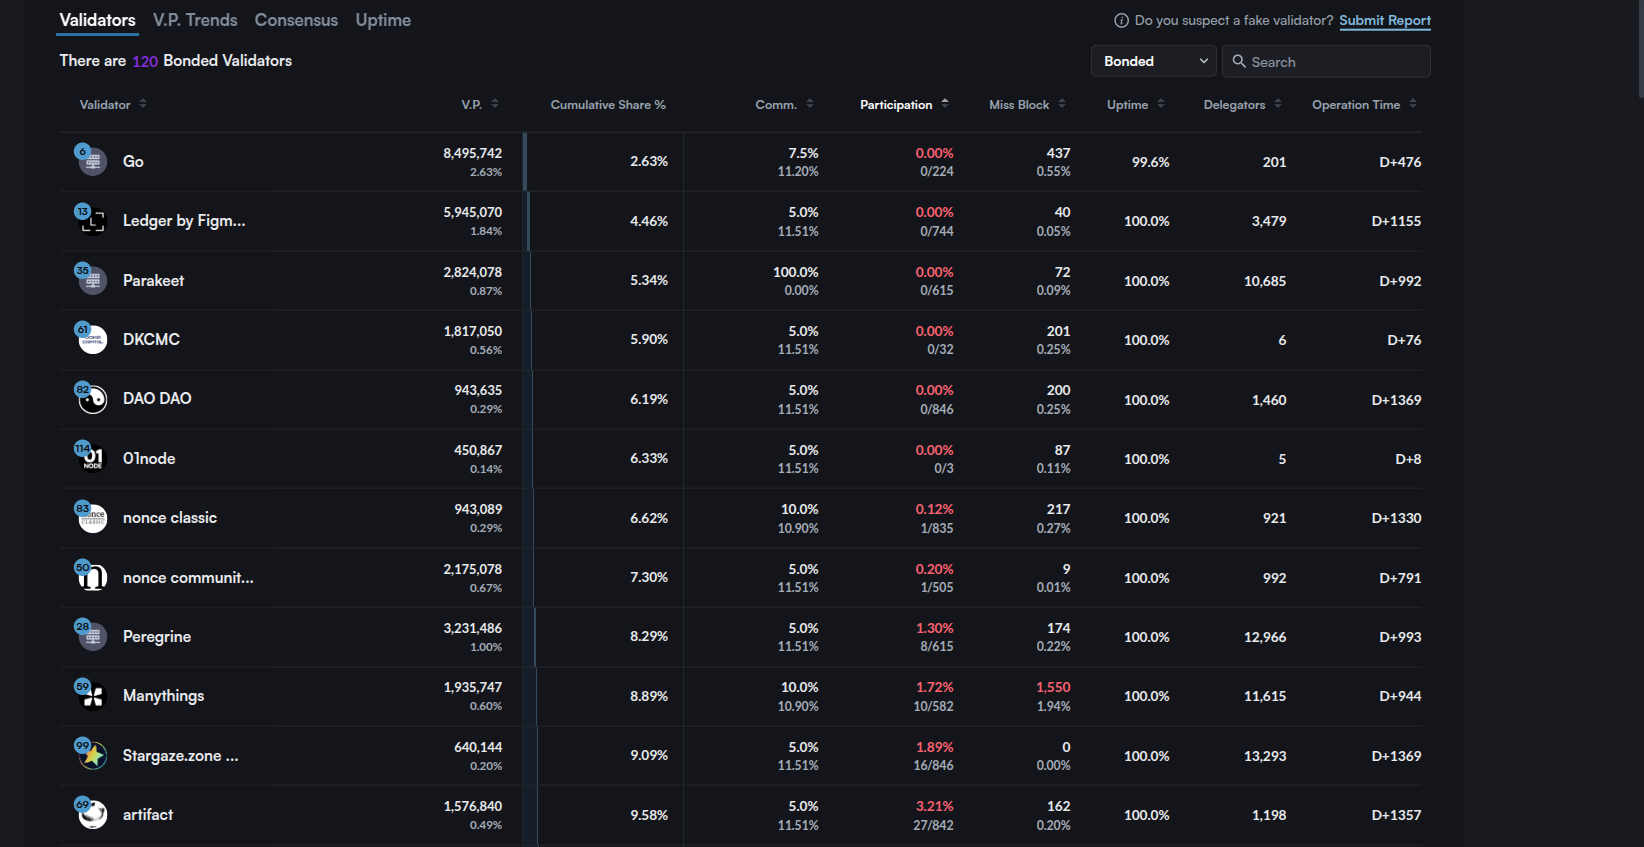 Validators V.P. Trends Consensus Uptime
Do you suspect a fake validator? Submit Report
There are 120 Bonded Validators
Bonded
Search
Validator V.P. Cumulative Share % Comm. Participation Miss Block Uptime Delegators Operation Time
6 Go 8,495,742 2.63% 2.63% 7.5% 11.20% 0.00% 0/224 437 0.55% 99.6% 201 D+476
13 Ledger by Figm... 5,945,070 1.84% 4.46% 5.0% 11.51% 0.00% 0/744 40 0.05% 100.0% 3,479 D+1155
35 Parakeet 2,824,078 0.87% 5.34% 100.0% 0.00% 0.00% 0/615 72 0.09% 100.0% 10,685 D+992
61 DKCMC 1,817,050 0.56% 5.90% 5.0% 11.51% 0.00% 0/32 201 0.25% 100.0% 6 D+76
82 DAO DAO 943,635 0.29% 6.19% 5.0% 11.51% 0.00% 0/846 200 0.25% 100.0% 1,460 D+1369
114 01 NODE 01node 450,867 0.14% 6.33% 5.0% 11.51% 0.00% 0/3 87 0.11% 100.0% 5 D+8
83 nonce classic 943,089 0.29% 6.62% 10.0% 10.90% 0.12% 1/835 217 0.27% 100.0% 921 D+1330
50 nonce communit... 2,175,078 0.67% 7.30% 5.0% 11.51% 0.20% 1/505 9 0.01% 100.0% 992 D+791
28 Peregrine 3,231,486 1.00% 8.29% 5.0% 11.51% 1.30% 8/615 174 0.22% 100.0% 12,966 D+993
59 Manythings 1,935,747 0.60% 8.89% 10.0% 10.90% 1.72% 10/582 1,550 1.94% 100.0% 11,615 D+944
99 Stargaze.zone ... 640,144 0.20% 9.09% 5.0% 11.51% 1.89% 16/846 0 0.00% 100.0% 13,293 D+1369
69 artifact 1,576,840 0.49% 9.58% 5.0% 11.51% 3.21% 27/842 162 0.20% 100.0% 1,198 D+1357